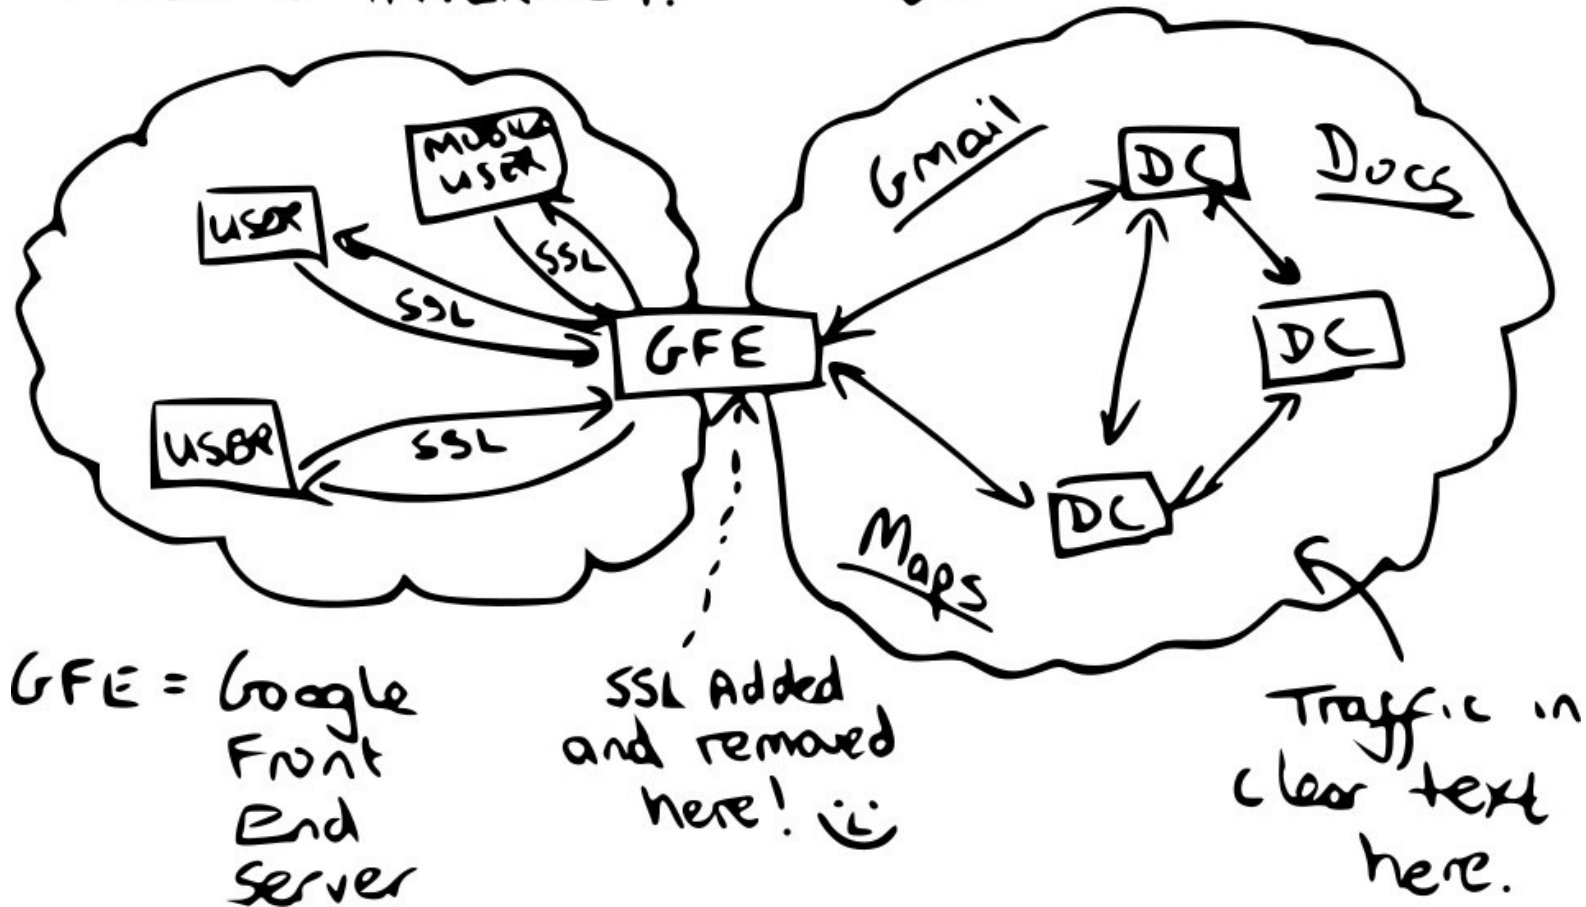 MOBILE
USER
USER
SSL
SSL
USER
SSL
GFE
Gmail
DC
Docs
DC
DC
Maps
GFE = Google
Front
End
Server
SSL Added
and removed
here!
Traffic in
clear text
here.